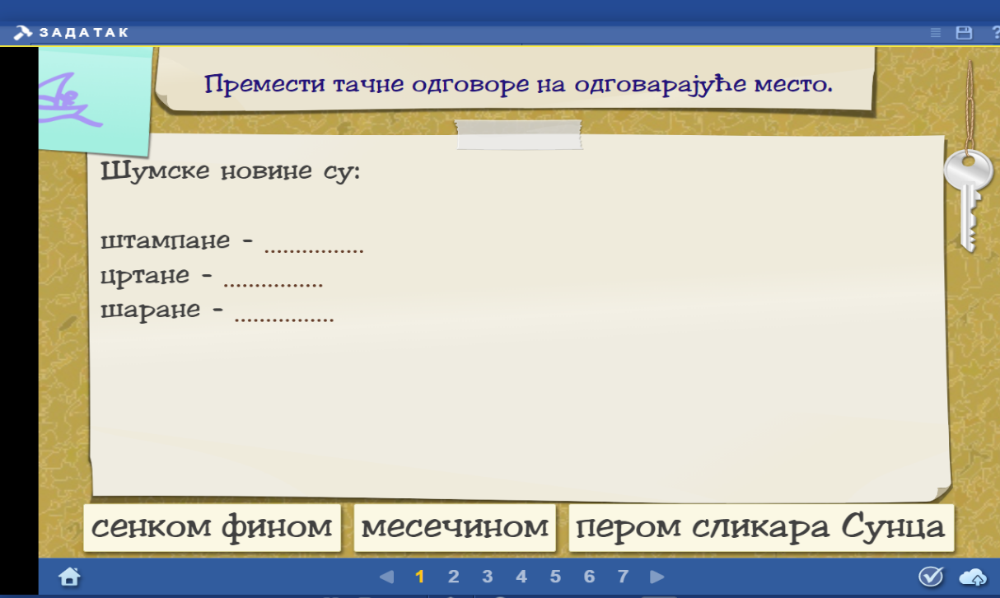 ЗАДАТАК
?
Премести тачне одговоре на одговарајуће место.
Шумске новине су:
штампане - ................
цртане - ................
шаране - ................
сенком фином
месечином
пером сликара Сунца
1 2 3 4 5 6 7